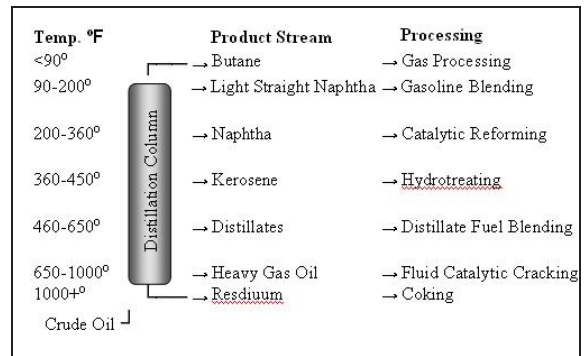 Temp. ºF Product Stream Processing
<90º → Butane → Gas Processing
90-200º → Light Straight Naphtha → Gasoline Blending
200-360º → Naphtha → Catalytic Reforming
360-450º → Kerosene → Hydrotreating
460-650º → Distillates → Distillate Fuel Blending
650-1000º → Heavy Gas Oil → Fluid Catalytic Cracking
1000+º → Resdiuum → Coking
Crude Oil
Distillation Column